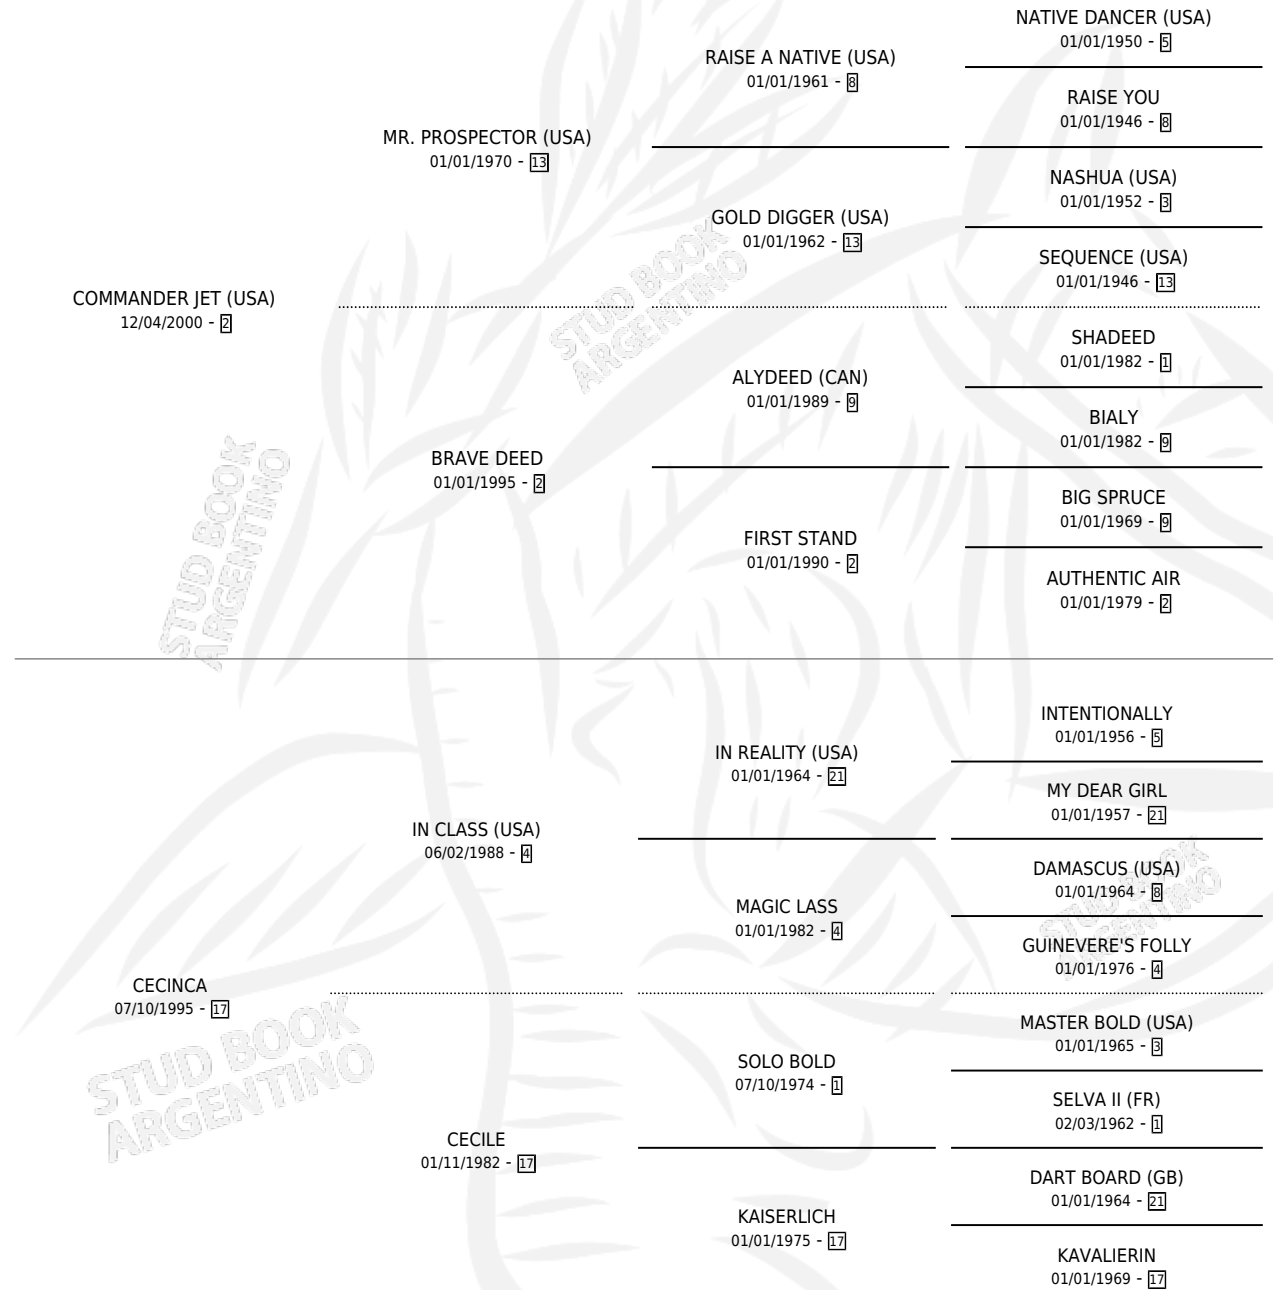 NATIVE DANCER (USA)
01/01/1950 - 5
RAISE A NATIVE (USA)
01/01/1961 - 8
RAISE YOU
01/01/1946 - 8
MR. PROSPECTOR (USA)
01/01/1970 - 13
NASHUA (USA)
01/01/1952 - 3
GOLD DIGGER (USA)
01/01/1962 - 13
SEQUENCE (USA)
01/01/1946 - 13
COMMANDER JET (USA)
12/04/2000 - 2
SHADEED
01/01/1982 - 1
ALYDEED (CAN)
01/01/1989 - 9
BIALY
01/01/1982 - 9
BRAVE DEED
01/01/1995 - 2
BIG SPRUCE
01/01/1969 - 9
FIRST STAND
01/01/1990 - 2
AUTHENTIC AIR
01/01/1979 - 2
INTENTIONALLY
01/01/1956 - 5
IN REALITY (USA)
01/01/1964 - 21
MY DEAR GIRL
01/01/1957 - 21
IN CLASS (USA)
06/02/1988 - 4
DAMASCUS (USA)
01/01/1964 - 8
MAGIC LASS
01/01/1982 - 4
GUINEVERE'S FOLLY
01/01/1976 - 4
CECINCA
07/10/1995 - 17
MASTER BOLD (USA)
01/01/1965 - 3
SOLO BOLD
07/10/1974 - 1
SELVA II (FR)
02/03/1962 - 1
CECILE
01/11/1982 - 17
DART BOARD (GB)
01/01/1964 - 21
KAISERLICH
01/01/1975 - 17
KAVALIERIN
01/01/1969 - 17
STUD BOOK
ARGENTINO
STUD BOOK
ARGENTINO
STUD BOOK
ARGENTINO
STUD BOOK
ARGENTINO